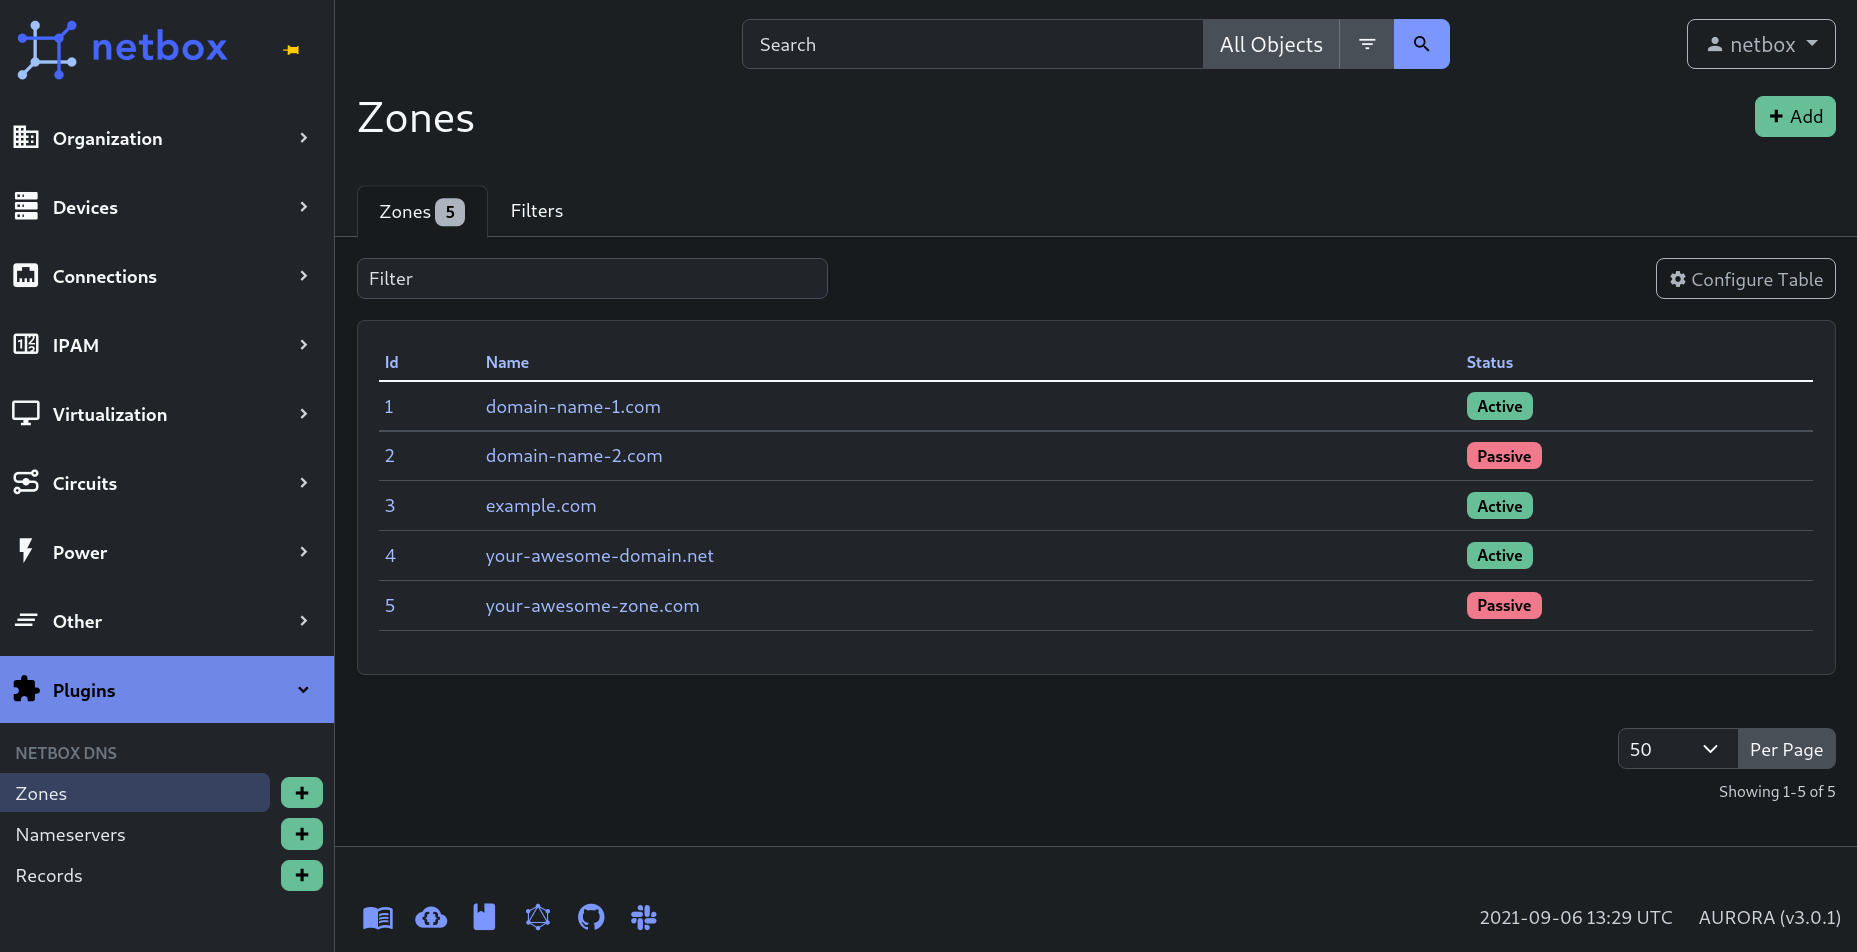 netbox
Search
All Objects
netbox
Organization
Devices
Connections
IPAM
Virtualization
Circuits
Power
Other
Plugins
NETBOX DNS
Zones
Nameservers
Records
Zones
Add
Zones 5
Filters
Filter
Configure Table
Id Name Status
1 domain-name-1.com Active
2 domain-name-2.com Passive
3 example.com Active
4 your-awesome-domain.net Active
5 your-awesome-zone.com Passive
50 Per Page
Showing 1-5 of 5
2021-09-06 13:29 UTC AURORA (v3.0.1)